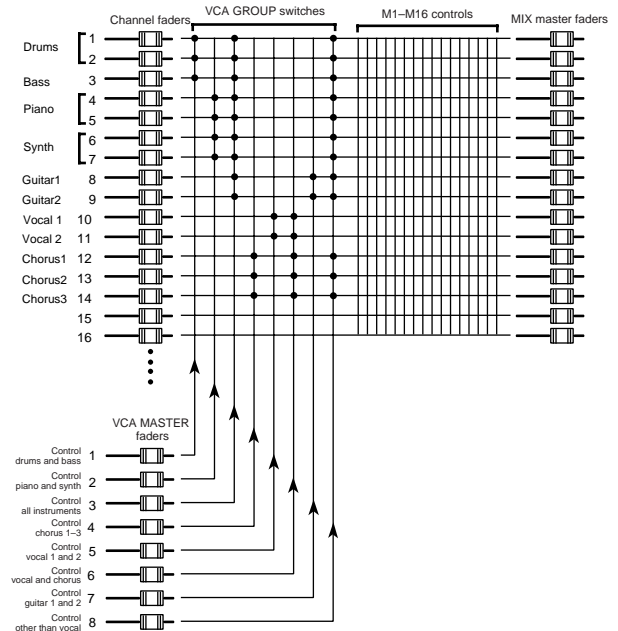 Channel faders
VCA GROUP switches
M1–M16 controls
MIX master faders
Drums
1
2
Bass 3
Piano
4
5
Synth
6
7
Guitar1 8
Guitar2 9
Vocal 1 10
Vocal 2 11
Chorus1 12
Chorus2 13
Chorus3 14
15
16
VCA MASTER
faders
Control
drums and bass 1
Control
piano and synth 2
Control
all instruments 3
Control
chorus 1–3 4
Control
vocal 1 and 2 5
Control
vocal and chorus 6
Control
guitar 1 and 2 7
Control
other than vocal 8